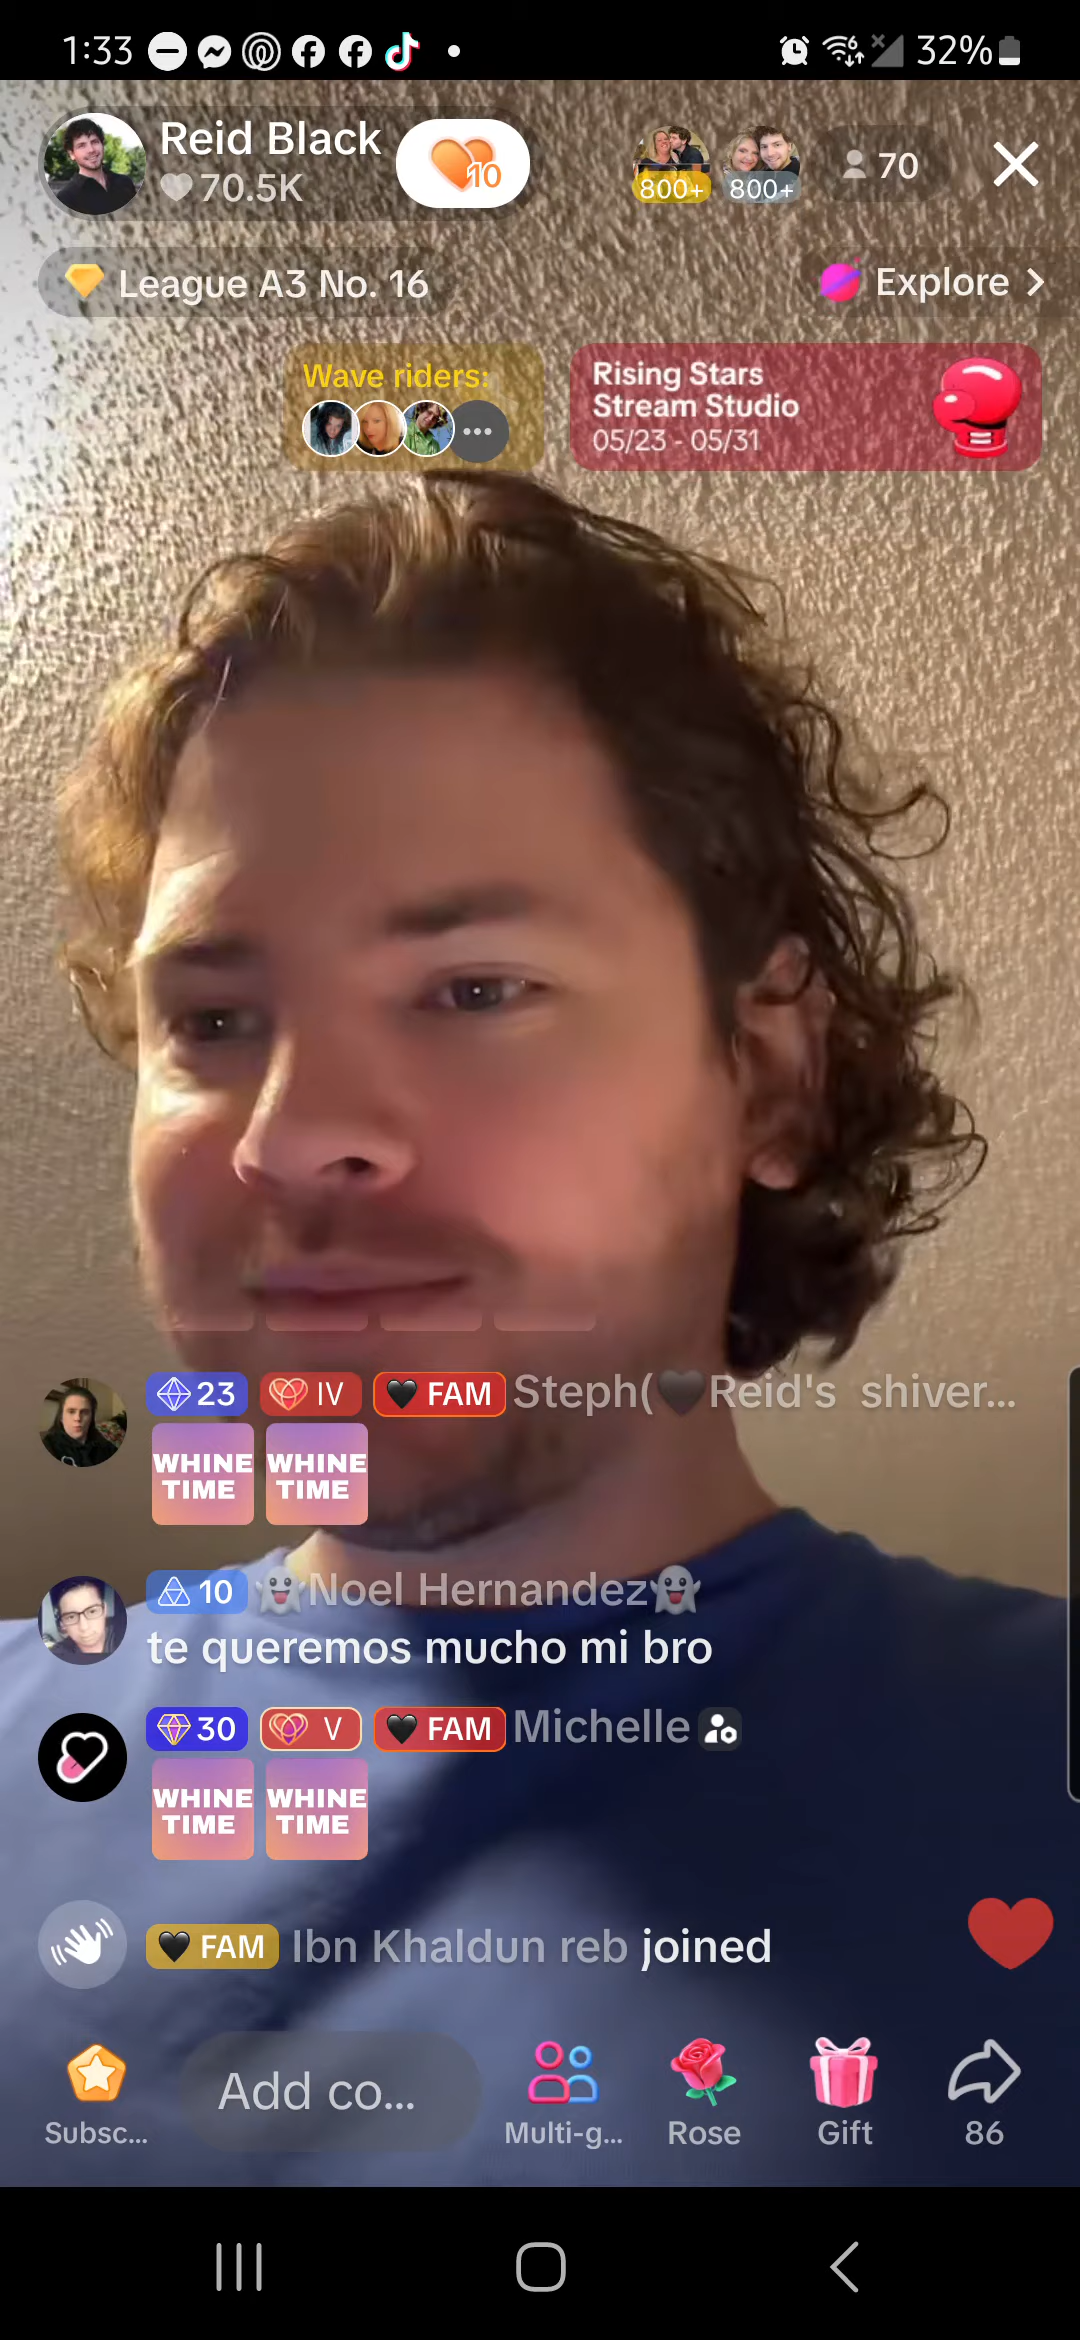 1:33
32%
Reid Black
70.5K
10
800+
800+
70
League A3 No. 16
Explore
Wave riders:
Rising Stars
Stream Studio
05/23 - 05/31
23 IV FAM Steph(🖤Reid's shiver...
WHINE TIME WHINE TIME
10 👻Noel Hernandez👻
te queremos mucho mi bro
30 V FAM Michelle
WHINE TIME WHINE TIME
🖤 FAM Ibn Khaldun reb joined
Subsc...
Add co...
Multi-g...
Rose
Gift
86